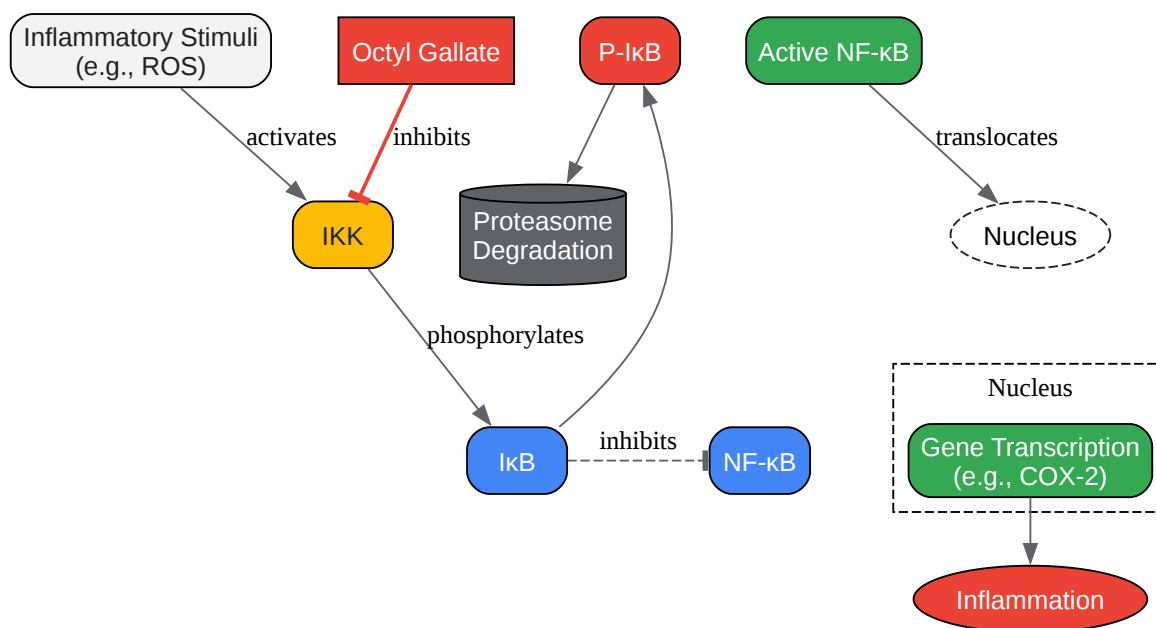 Inflammatory Stimuli
(e.g., ROS)
Octyl Gallate
P-IκB
Active NF-κB
activates
inhibits
translocates
Proteasome
Degradation
IKK
Nucleus
phosphorylates
Nucleus
inhibits
IκB
NF-κB
Gene Transcription
(e.g., COX-2)
Inflammation